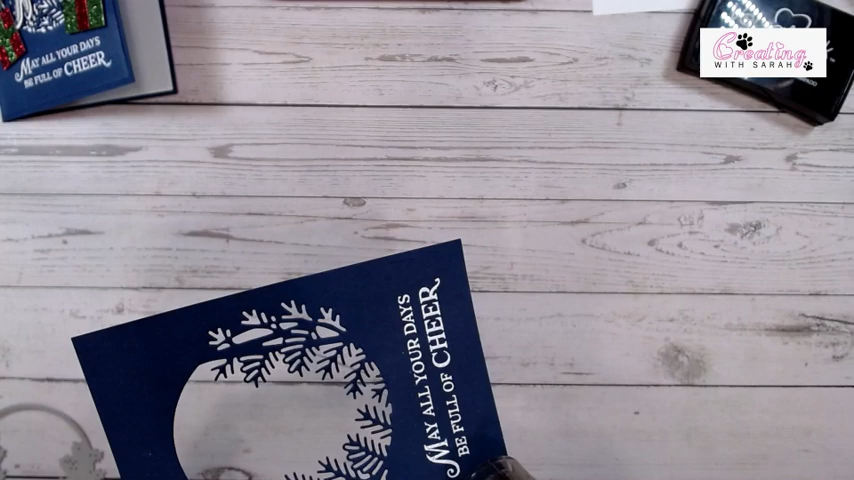 MAY ALL YOUR DAYS
BE FULL OF CHEER
Creating
WITH SARAH
MAY ALL YOUR DAYS
BE FULL OF CHEER